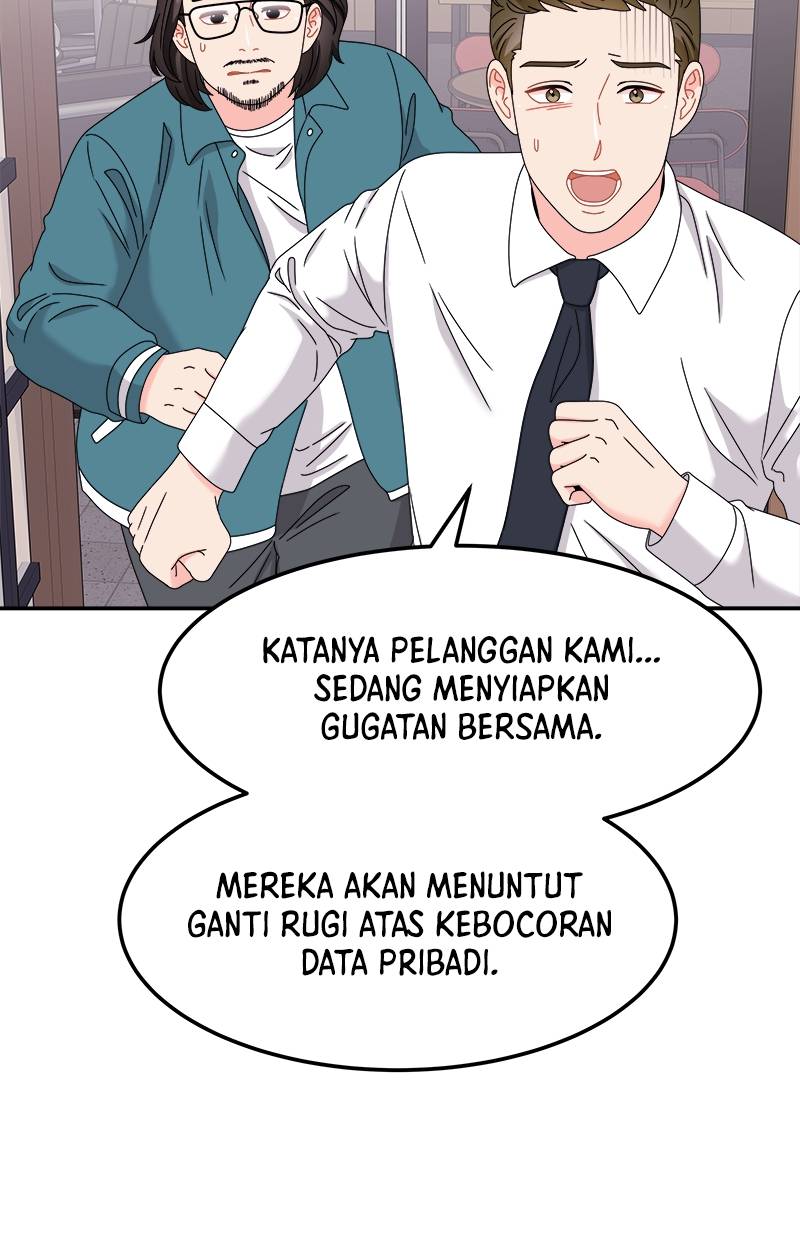 KATANYA PELANGGAN KAMI...
SEDANG MENYIAPKAN
GUGATAN BERSAMA.
MEREKA AKAN MENUNTUT
GANTI RUGI ATAS KEBOCORAN
DATA PRIBADI.